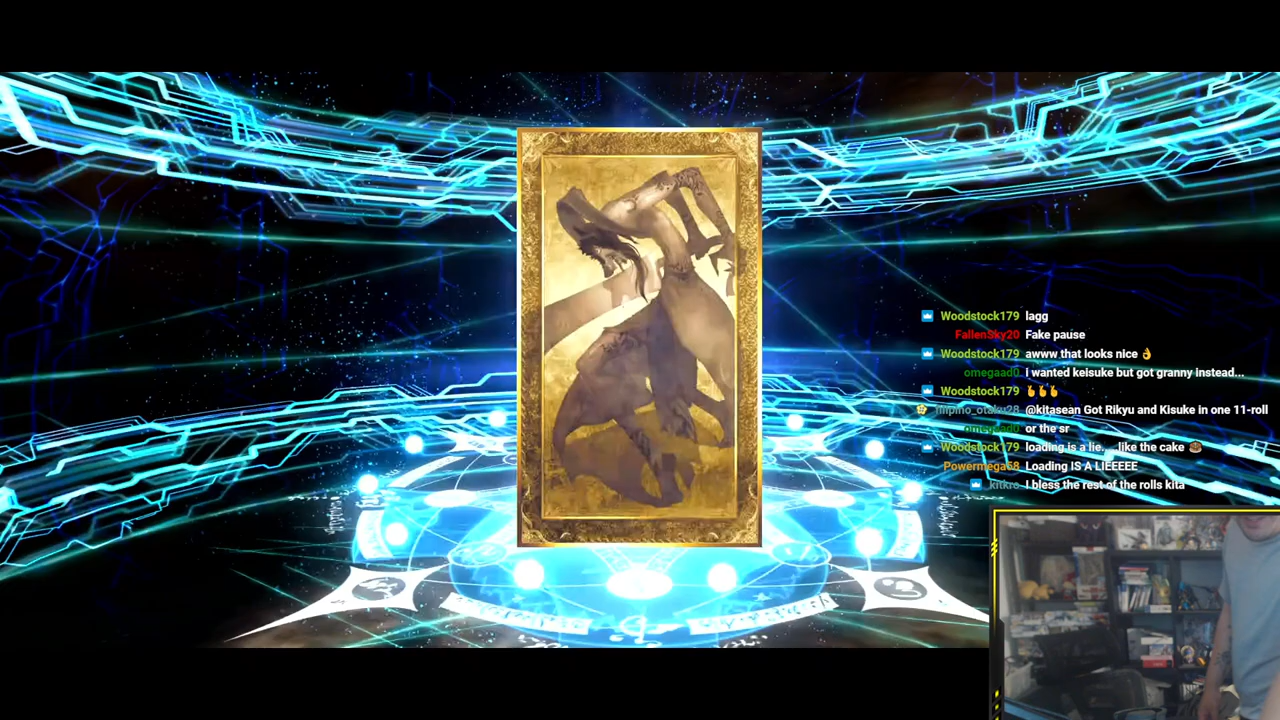 Woodstock179 lagg
FallenSky20 Fake pause
Woodstock179 awww that looks nice 👌
omegaad0 i wanted keisuke but got granny instead...
Woodstock179 🤞🤞🤞
filipino_otaku28 @kitasean Got Rikyu and Kisuke in one 11-roll
omegaad0 or the sr
Woodstock179 loading is a lie.....like the cake 🎂
Powermega68 Loading IS A LIEEEEE
kitkro I bless the rest of the rolls kita